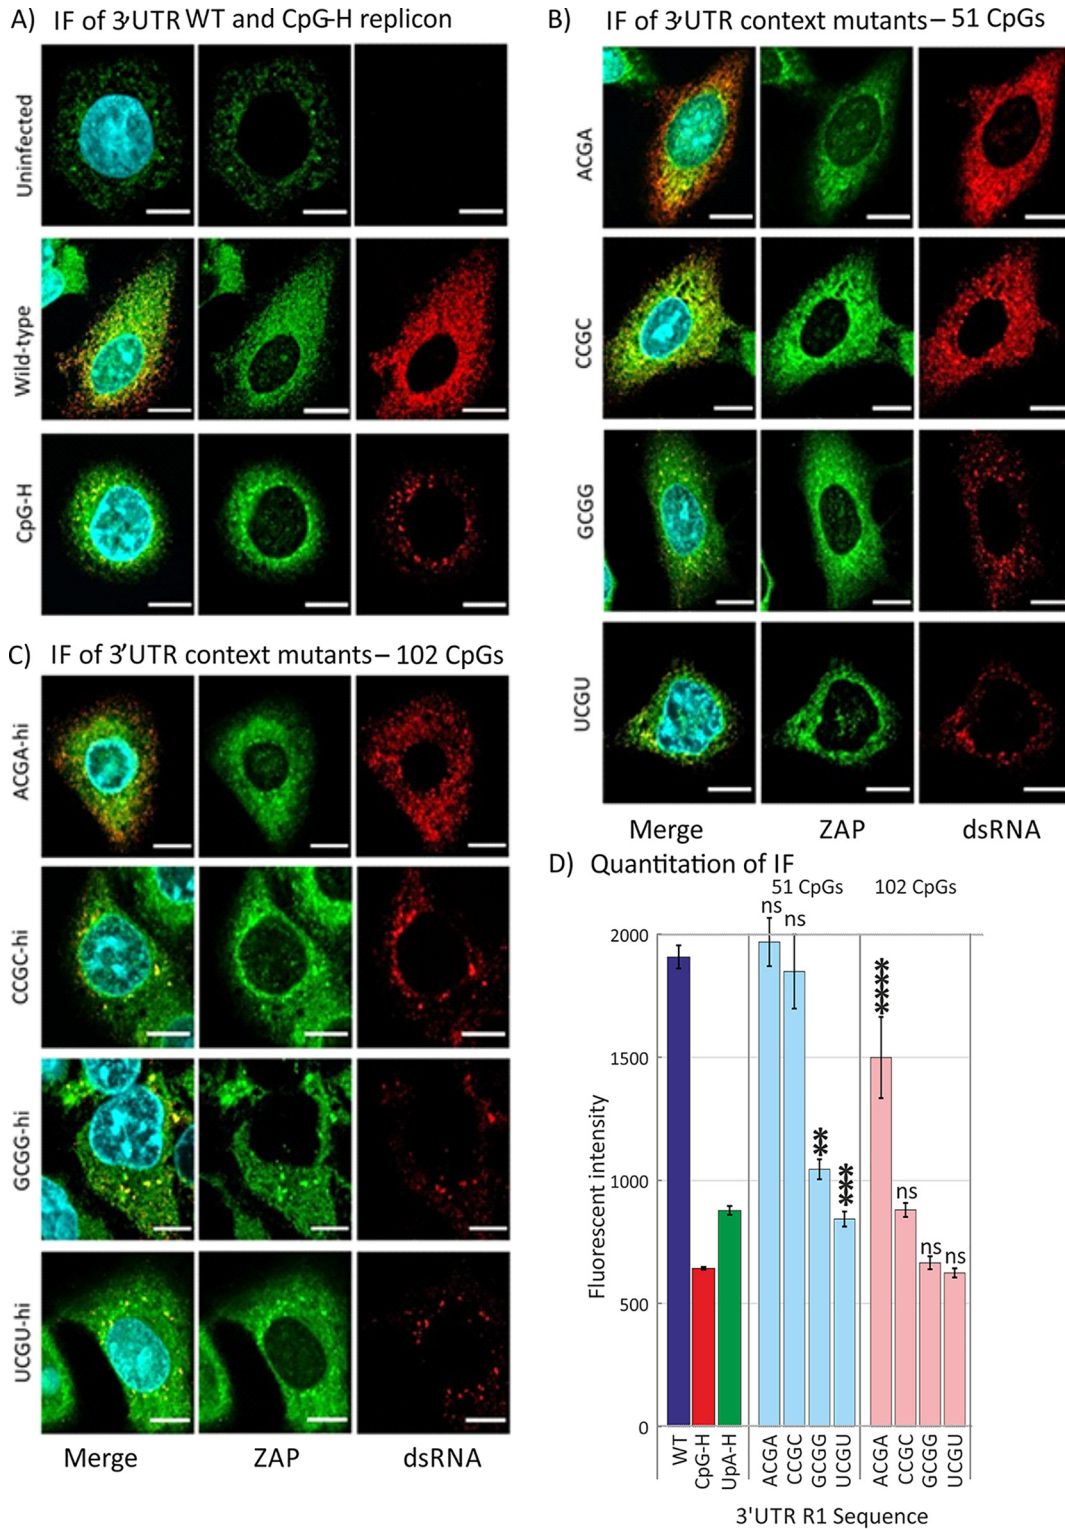 A) IF of 3'UTR WT and CpG-H replicon
Uninfected
Wild-type
CpG-H
B) IF of 3'UTR context mutants – 51 CpGs
ACGA
CCGC
GCGG
UCGU
Merge ZAP dsRNA
C) IF of 3'UTR context mutants – 102 CpGs
ACGA-hi
CCGC-hi
GCGG-hi
UCGU-hi
Merge ZAP dsRNA
D) Quantitation of IF
51 CpGs 102 CpGs
ns ns ** *** **** ns ns ns
Fluorescent intensity
2000
1500
1000
500
0
WT CpG-H UpA-H ACGA CCGC GCGG UCGU ACGA CCGC GCGG UCGU
3'UTR R1 Sequence